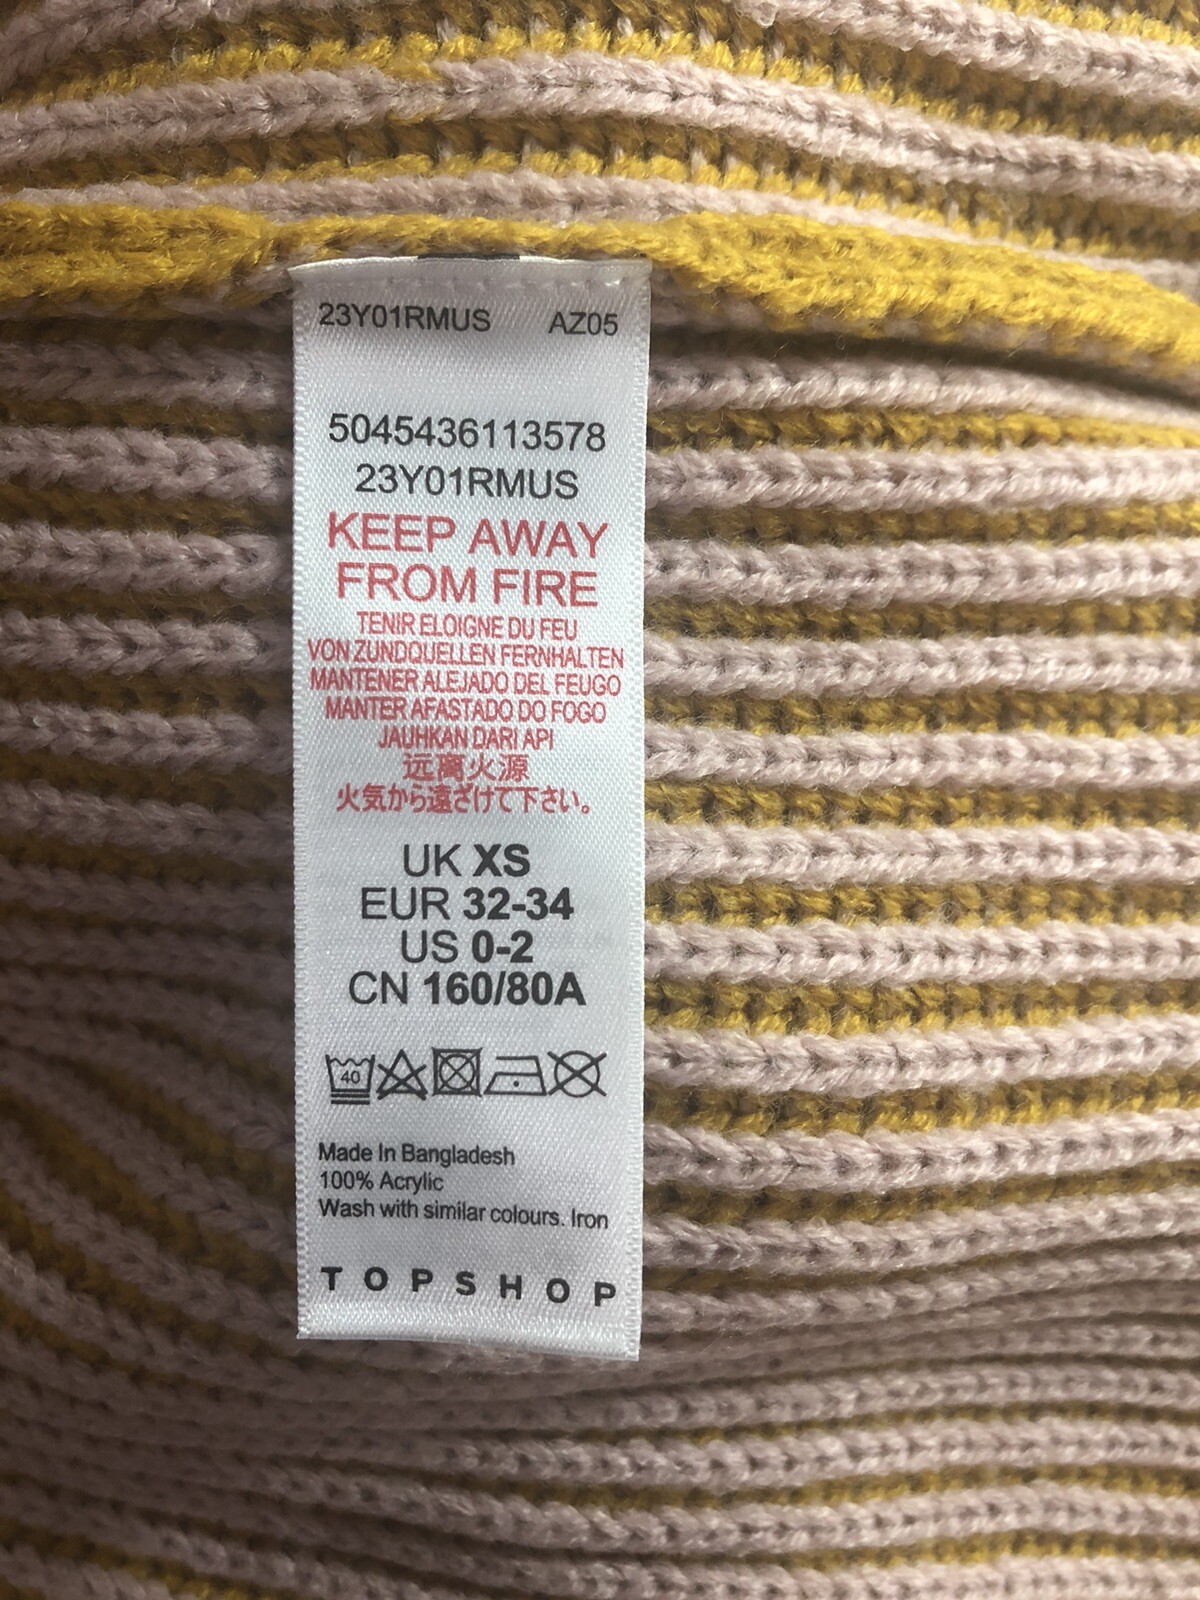 23Y01RMUS AZ05
5045436113578
23Y01RMUS
KEEP AWAY
FROM FIRE
TENIR ELOIGNE DU FEU
VON ZUNDQUELLEN FERNHALTEN
MANTENER ALEJADO DEL FEUGO
MANTER AFASTADO DO FOGO
JAUHKAN DARI API
远离火源
火気から遠ざけて下さい。
UK XS
EUR 32-34
US 0-2
CN 160/80A
40
Made In Bangladesh
100% Acrylic
Wash with similar colours. Iron
TOPSHOP